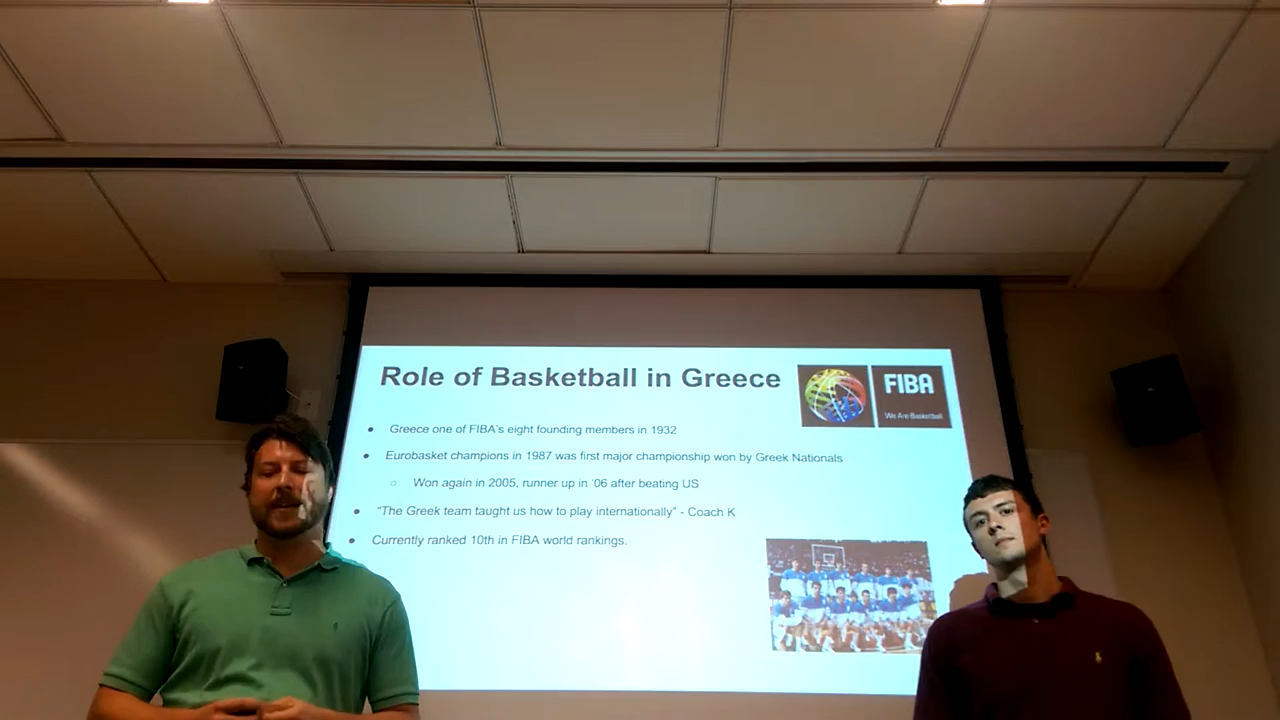 Role of Basketball in Greece
FIBA
We Are Basketball
● Greece one of FIBA's eight founding members in 1932
● Eurobasket champions in 1987 was first major championship won by Greek Nationals
○ Won again in 2005, runner up in '06 after beating US
● "The Greek team taught us how to play internationally" - Coach K
● Currently ranked 10th in FIBA world rankings.